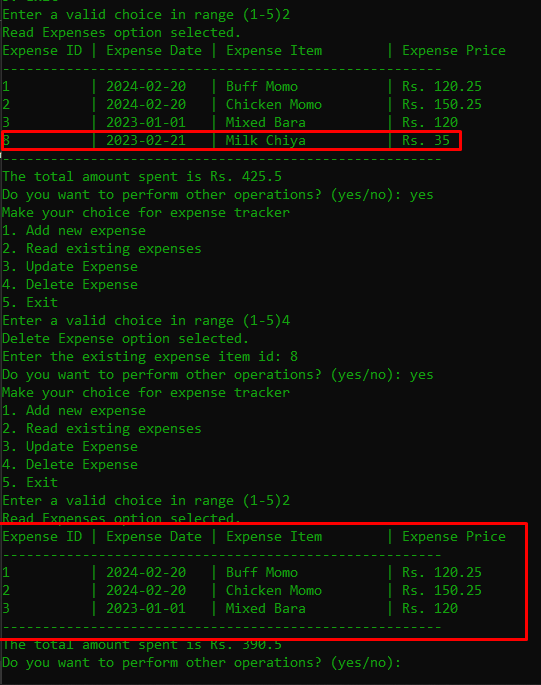 Enter a valid choice in range (1-5)2
Read Expenses option selected.
Expense ID | Expense Date | Expense Item        | Expense Price
-------------------------------------------------------
1          | 2024-02-20   | Buff Momo           | Rs. 120.25
2          | 2024-02-20   | Chicken Momo        | Rs. 150.25
3          | 2023-01-01   | Mixed Bara          | Rs. 120
8          | 2023-02-21   | Milk Chiya          | Rs. 35
-------------------------------------------------------
The total amount spent is Rs. 425.5
Do you want to perform other operations? (yes/no): yes
Make your choice for expense tracker
1. Add new expense
2. Read existing expenses
3. Update Expense
4. Delete Expense
5. Exit
Enter a valid choice in range (1-5)4
Delete Expense option selected.
Enter the existing expense item id: 8
Do you want to perform other operations? (yes/no): yes
Make your choice for expense tracker
1. Add new expense
2. Read existing expenses
3. Update Expense
4. Delete Expense
5. Exit
Enter a valid choice in range (1-5)2
Read Expenses option selected.
Expense ID | Expense Date | Expense Item        | Expense Price
-------------------------------------------------------
1          | 2024-02-20   | Buff Momo           | Rs. 120.25
2          | 2024-02-20   | Chicken Momo        | Rs. 150.25
3          | 2023-01-01   | Mixed Bara          | Rs. 120
-------------------------------------------------------
The total amount spent is Rs. 390.5
Do you want to perform other operations? (yes/no):